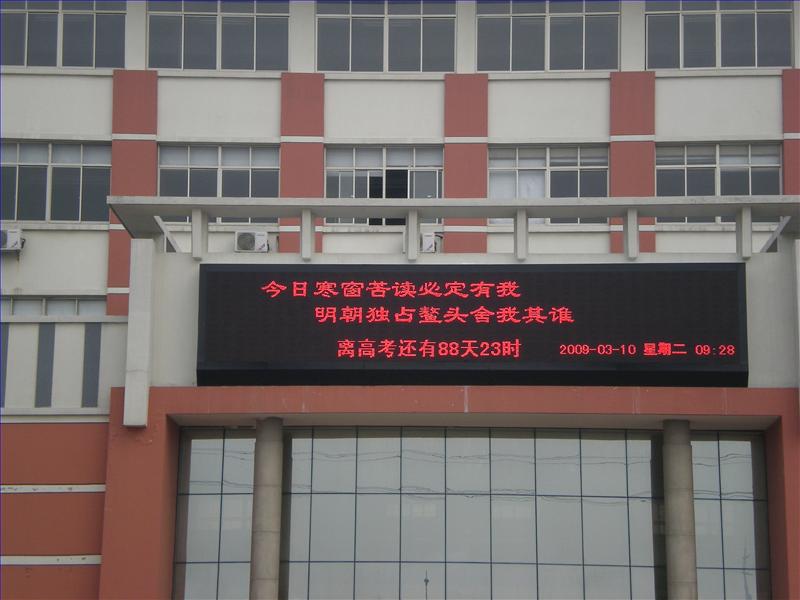 今日寒窗苦读必定有我
明朝独占鳌头舍我其谁
离高考还有88天23时
2009-03-10 星期二 09:28